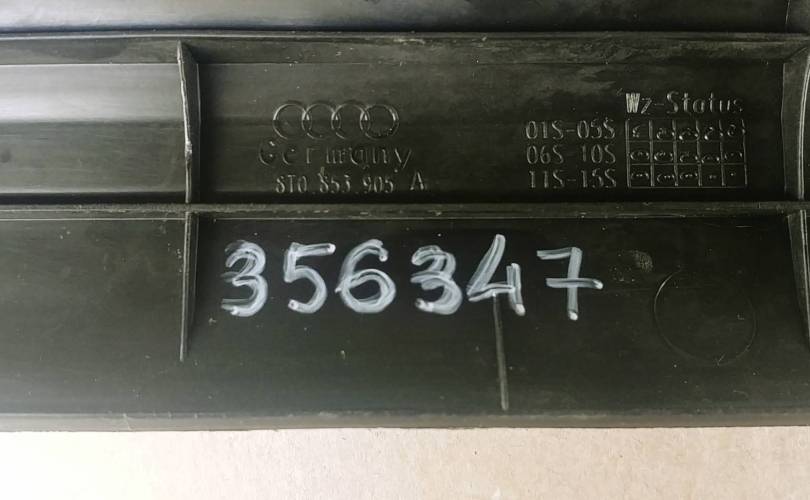 Wz-Status
01S-05S
06S-10S
11S-15S
Germany
8T0 853 905 A
356347